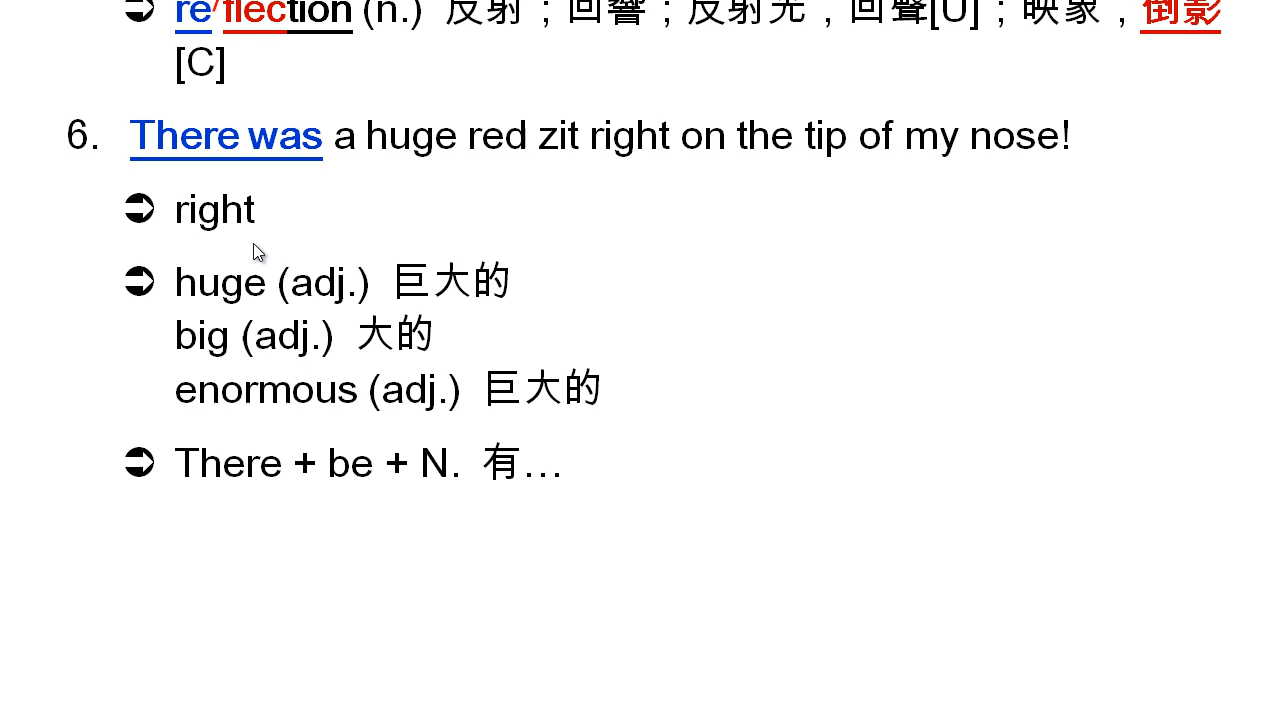 ➲ re/flection (n.) 反射；回響；反射光，回聲[U]；映象，倒影
[C]
6. There was a huge red zit right on the tip of my nose!
➲ right
➲ huge (adj.) 巨大的
big (adj.) 大的
enormous (adj.) 巨大的
➲ There + be + N. 有…